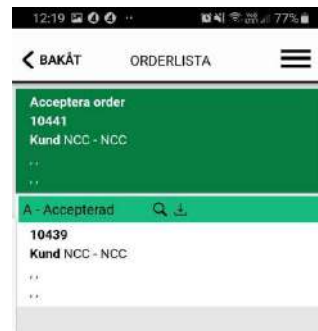 12:19
77%
BAKÅT ORDERLISTA
Acceptera order
10441
Kund NCC - NCC
, ,
, ,
A - Accepterad
10439
Kund NCC - NCC
, ,
, ,